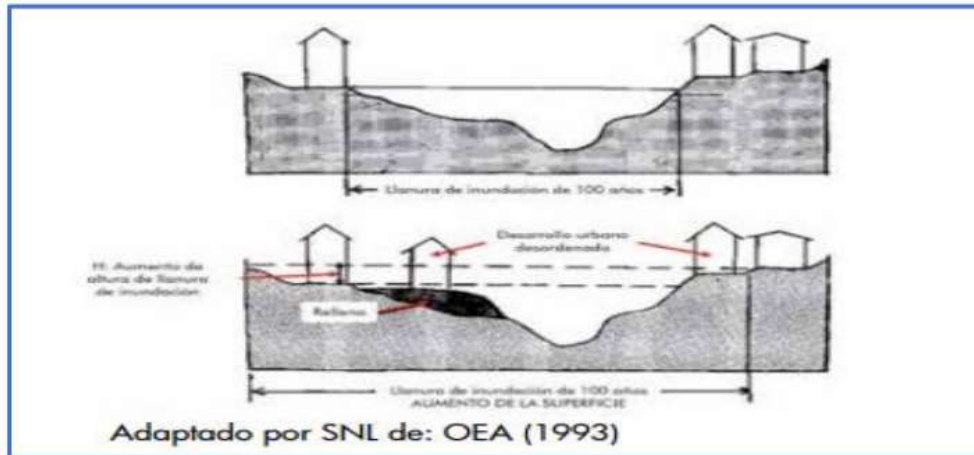 Llanura de inundación de 100 años
Desarrollo urbano
desordenado
H: Aumento de
altura de llanura
de inundación
Relleno
Llanura de inundación de 100 años
AUMENTO DE LA SUPERFICIE
Adaptado por SNL de: OEA (1993)